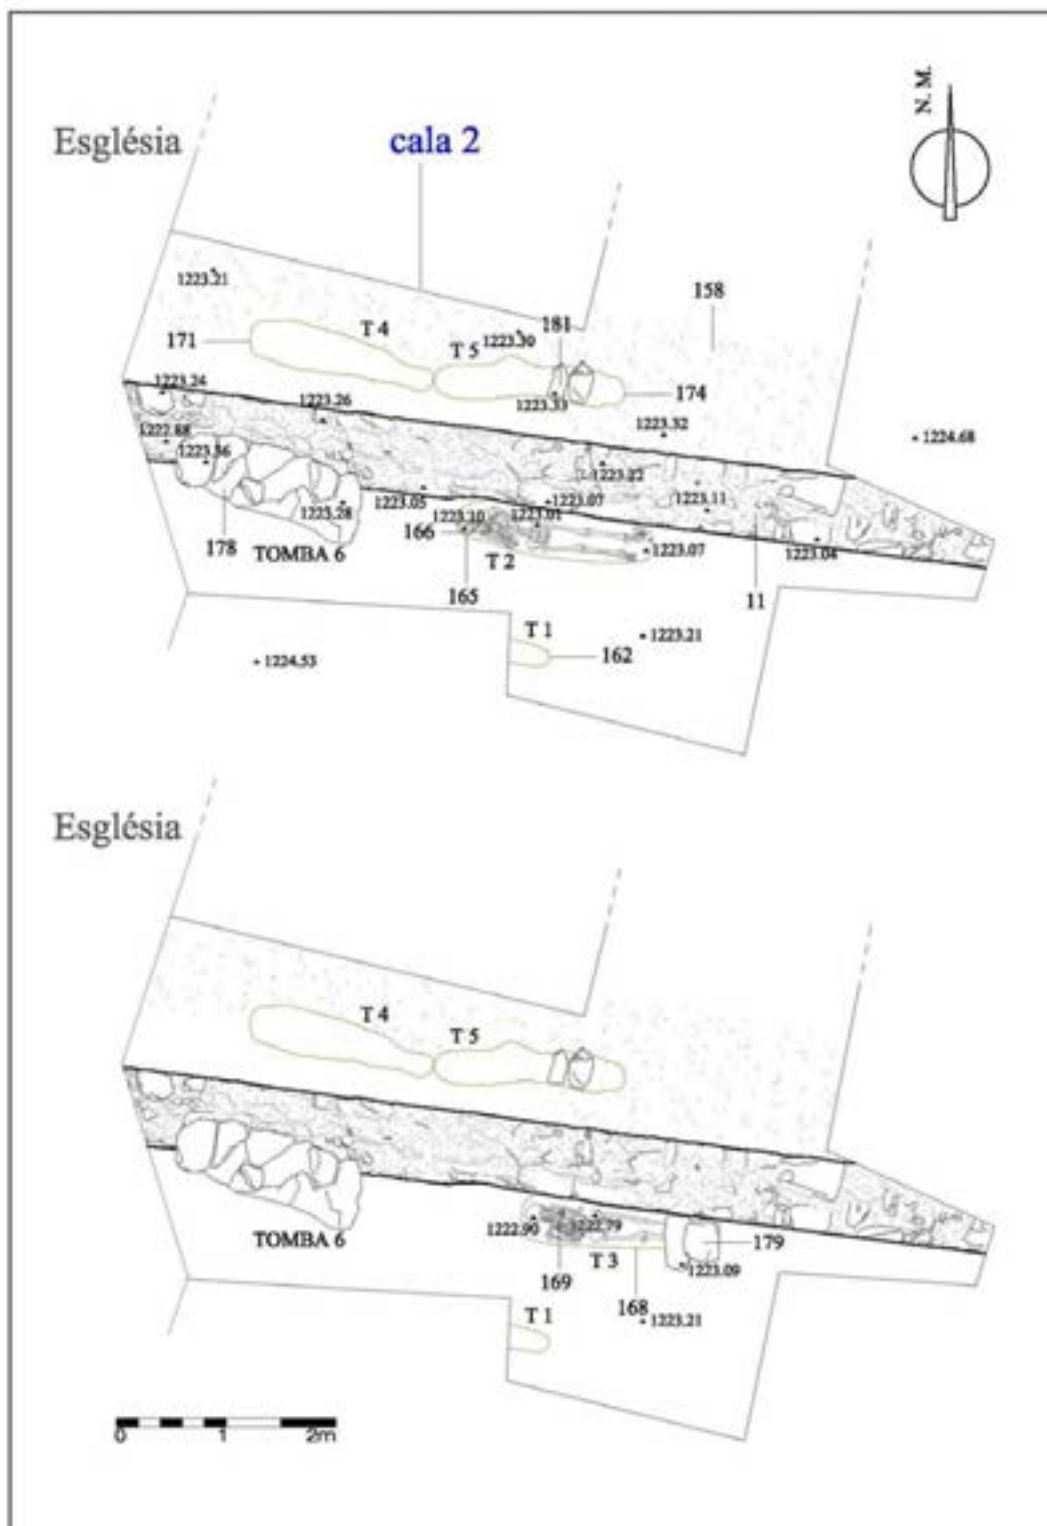 N. M.
Església
cala 2
1223.21
158
T 4
181
1223.30
171
T 5
174
1223.24
1223.33
1223.26
1223.32
1224.68
1222.88
1223.36
1223.22
1223.11
1223.05
1223.07
1223.28
1223.10
1223.01
166
178
TOMBA 6
T 2
1223.07
1223.04
165
11
T 1
1223.21
162
1224.53
Església
T 4
T 5
1222.90
1222.79
TOMBA 6
179
T 3
1223.09
169
168
T 1
1223.21
0 1 2m